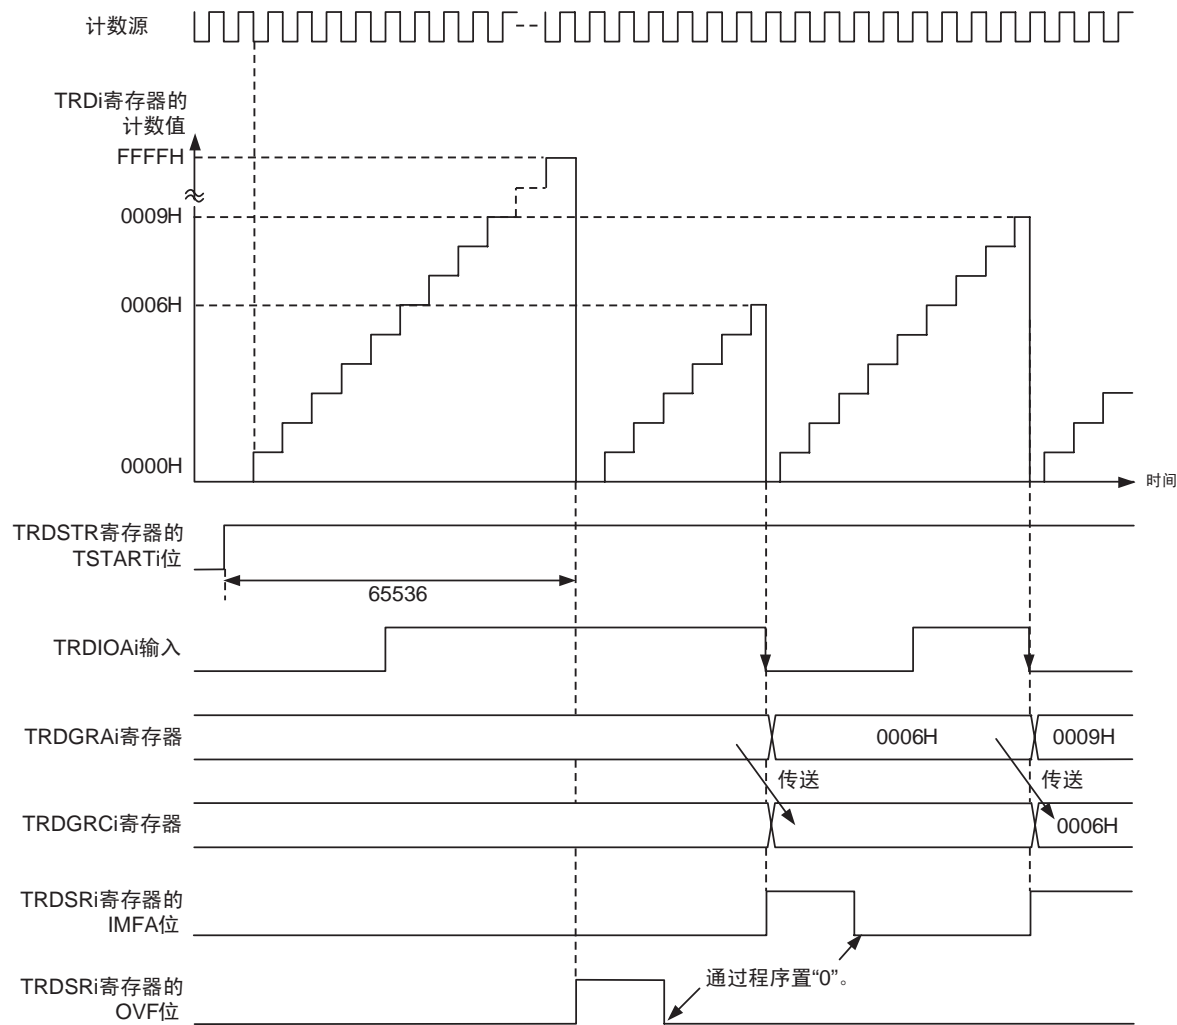 计数源
TRDi寄存器的
计数值
FFFFH
0009H
0006H
0000H
时间
TRDSTR寄存器的
TSTARTi位
65536
TRDIOAi输入
TRDGRAi寄存器
0006H
0009H
传送
传送
TRDGRCi寄存器
0006H
TRDSRi寄存器的
IMFA位
通过程序置“0”。
TRDSRi寄存器的
OVF位